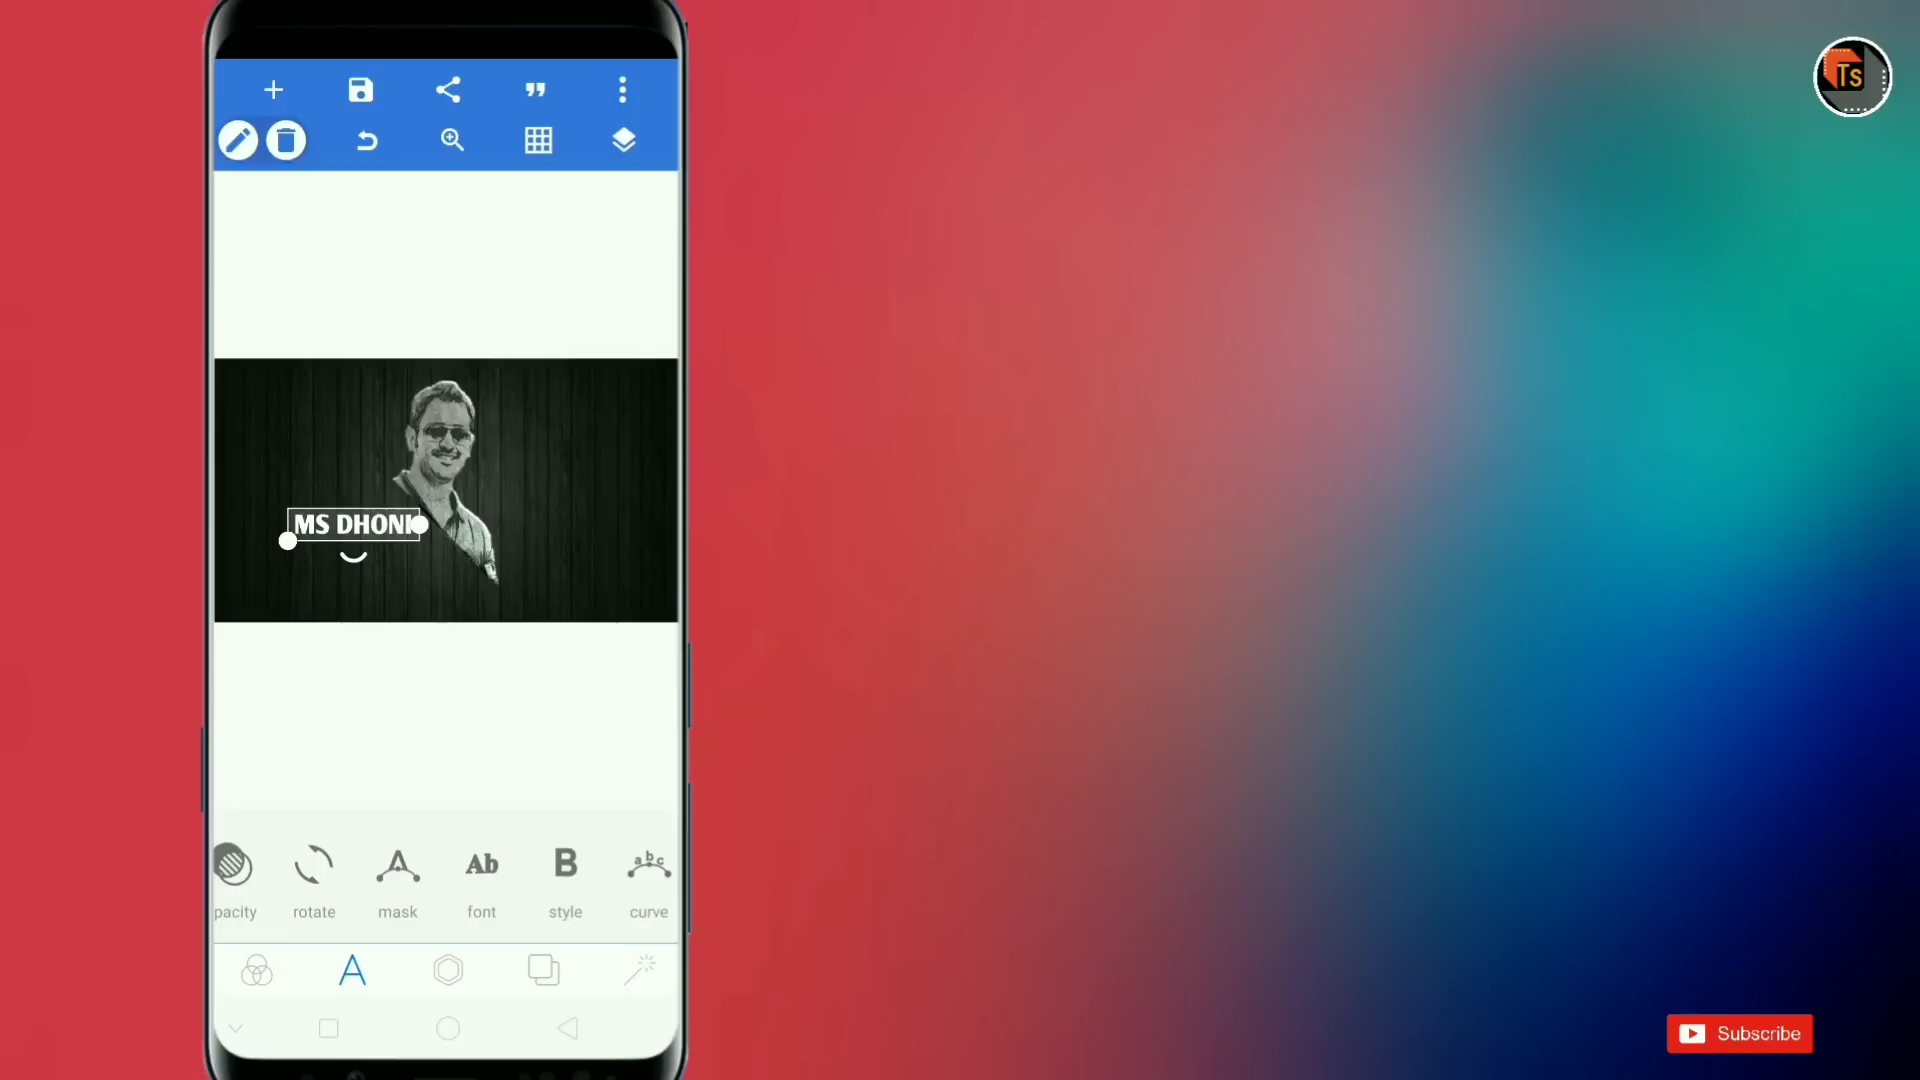 Ts
MS DHONI
Ab
B
abc
pacity
rotate
mask
font
style
curve
A
Subscribe